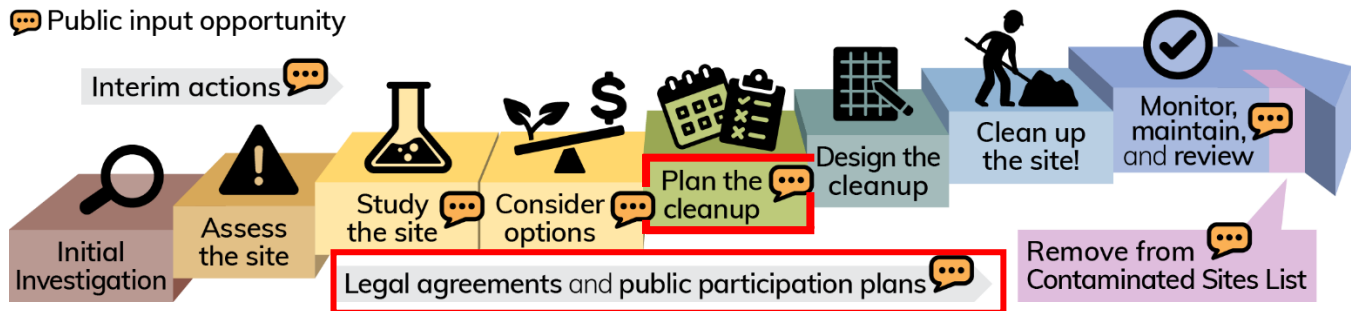 Public input opportunity
Interim actions
Initial
Investigation
Assess
the site
Study
the site
Consider
options
Plan the
cleanup
Design the
cleanup
Clean up
the site!
Monitor,
maintain,
and review
Legal agreements and public participation plans
Remove from
Contaminated Sites List